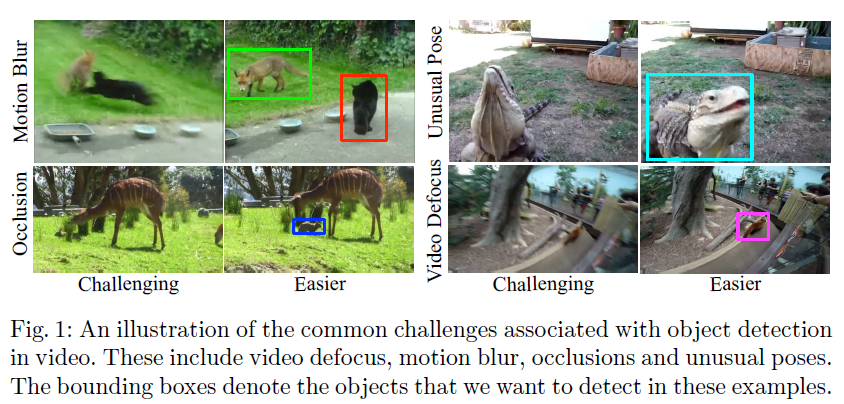 Motion Blur
Unusual Pose
Occlusion
Video Defocus
Challenging
Easier
Challenging
Easier
Fig. 1: An illustration of the common challenges associated with object detection
in video. These include video defocus, motion blur, occlusions and unusual poses.
The bounding boxes denote the objects that we want to detect in these examples.